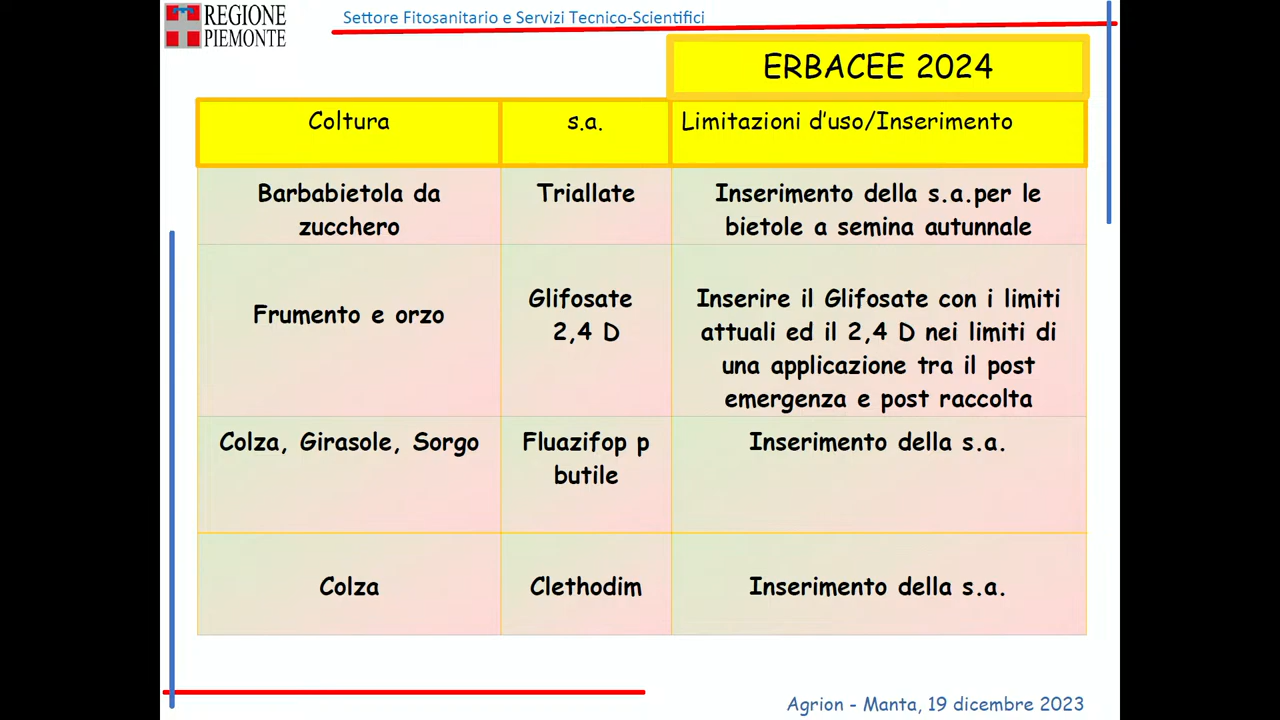 REGIONE
PIEMONTE
Settore Fitosanitario e Servizi Tecnico-Scientifici
ERBACEE 2024
Coltura
s.a.
Limitazioni d'uso/Inserimento
Barbabietola da
zucchero
Triallate
Inserimento della s.a.per le
bietole a semina autunnale
Frumento e orzo
Glifosate
2,4 D
Inserire il Glifosate con i limiti
attuali ed il 2,4 D nei limiti di
una applicazione tra il post
emergenza e post raccolta
Colza, Girasole, Sorgo
Fluazifop p
butile
Inserimento della s.a.
Colza
Clethodim
Inserimento della s.a.
Agrion - Manta, 19 dicembre 2023